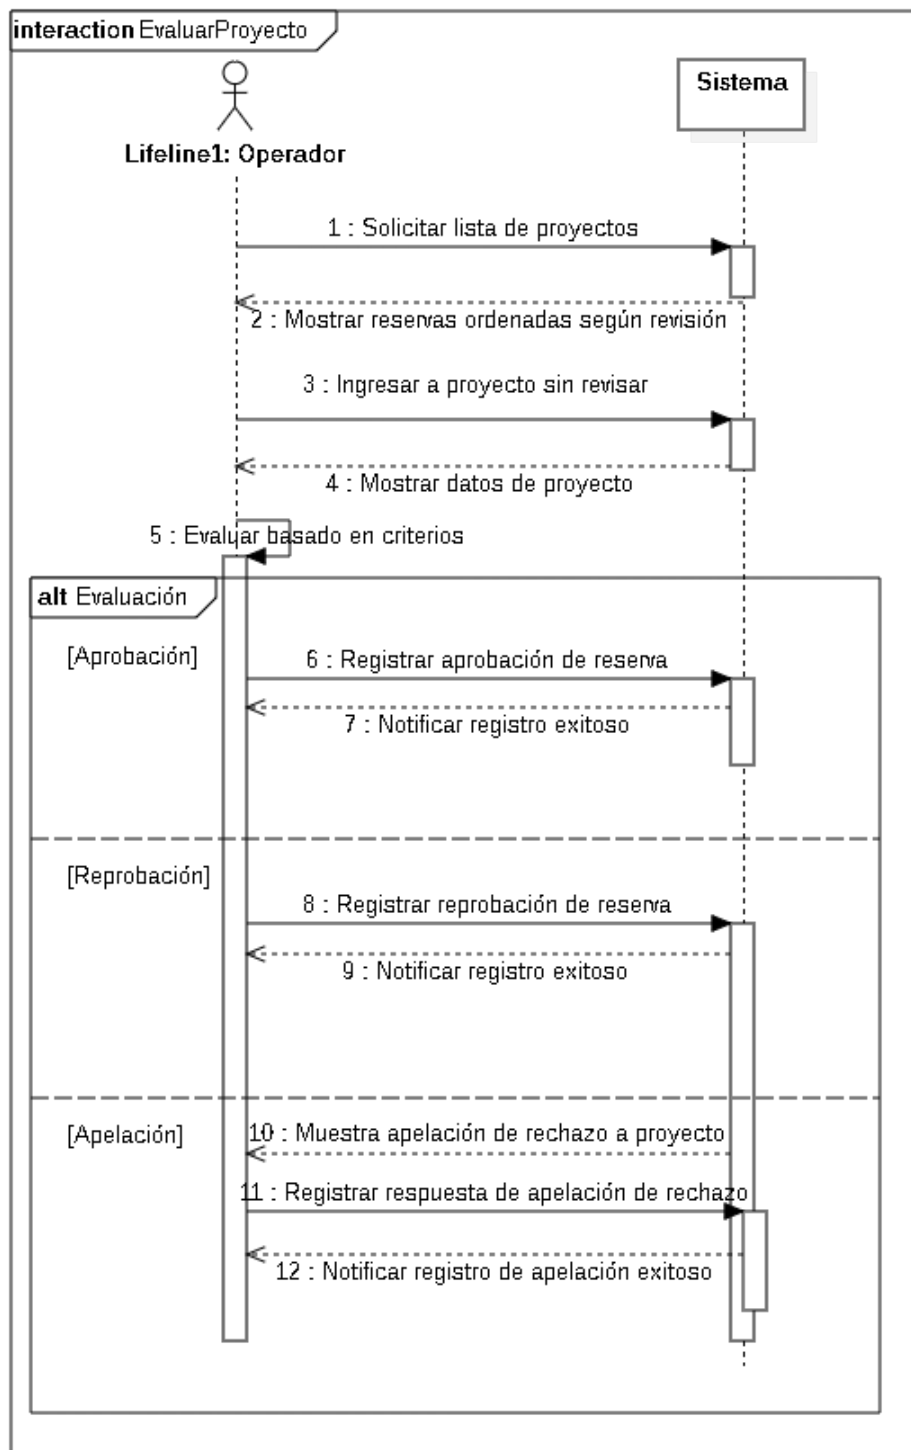 interaction EvaluarProyecto
Sistema
Lifeline1: Operador
1 : Solicitar lista de proyectos
2 : Mostrar reservas ordenadas según revisión
3 : Ingresar a proyecto sin revisar
4 : Mostrar datos de proyecto
5 : Evaluar basado en criterios
alt Evaluación
[Aprobación]
6 : Registrar aprobación de reserva
7 : Notificar registro exitoso
[Reprobación]
8 : Registrar reprobación de reserva
9 : Notificar registro exitoso
[Apelación]
10 : Muestra apelación de rechazo a proyecto
11 : Registrar respuesta de apelación de rechazo
12 : Notificar registro de apelación exitoso